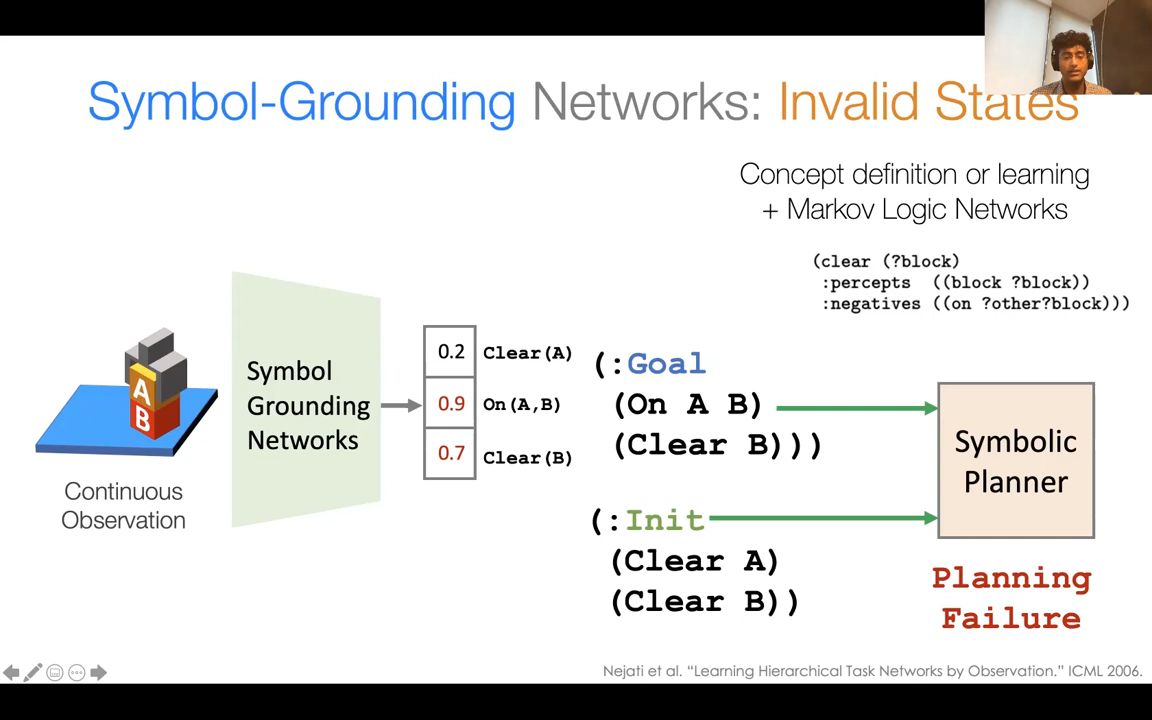 Symbol-Grounding Networks: Invalid States
Concept definition or learning
+ Markov Logic Networks
(clear (?block)
:percepts ((block ?block))
:negatives ((on ?other?block)))
A
B
Continuous
Observation
Symbol
Grounding
Networks
0.2 Clear(A)
0.9 On(A,B)
0.7 Clear(B)
(:Goal
(On A B)
(Clear B)))
(:Init
(Clear A)
(Clear B))
Symbolic
Planner
Planning
Failure
Nejati et al. “Learning Hierarchical Task Networks by Observation.” ICML 2006.